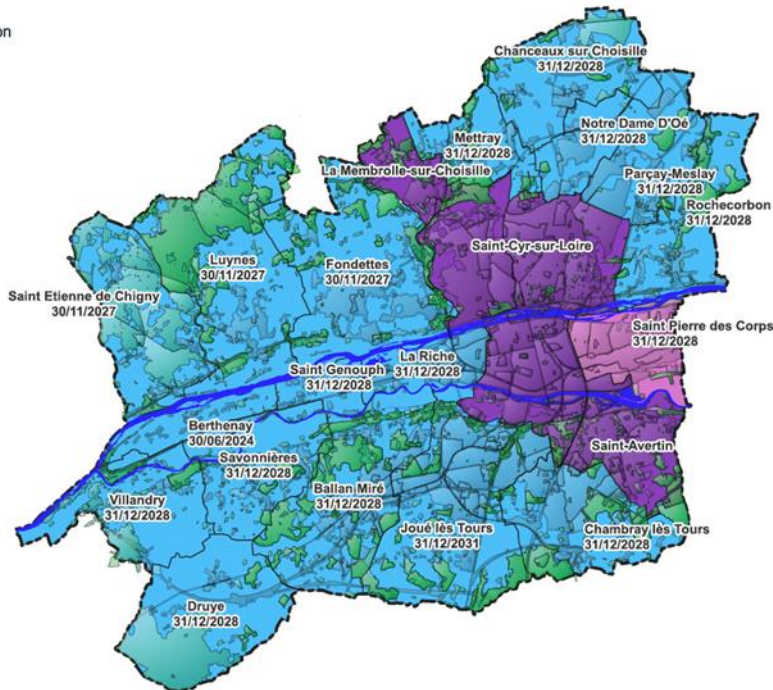 on
Chanceaux sur Choisille
31/12/2028
Notre Dame D'Oé
31/12/2028
Mettray
31/12/2028
La Membrolle-sur-Choisille
Parçay-Meslay
31/12/2028
Rochecorbon
31/12/2028
Saint-Cyr-sur-Loire
Luynes
30/11/2027
Fondettes
30/11/2027
Saint Etienne de Chigny
30/11/2027
Saint Pierre des Corps
31/12/2028
La Riche
31/12/2028
Saint Genouph
31/12/2028
Berthenay
30/06/2024
Savonnières
31/12/2028
Saint-Avertin
Villandry
31/12/2028
Ballan Miré
31/12/2028
Joué lès Tours
31/12/2031
Chambray lès Tours
31/12/2028
Druye
31/12/2028